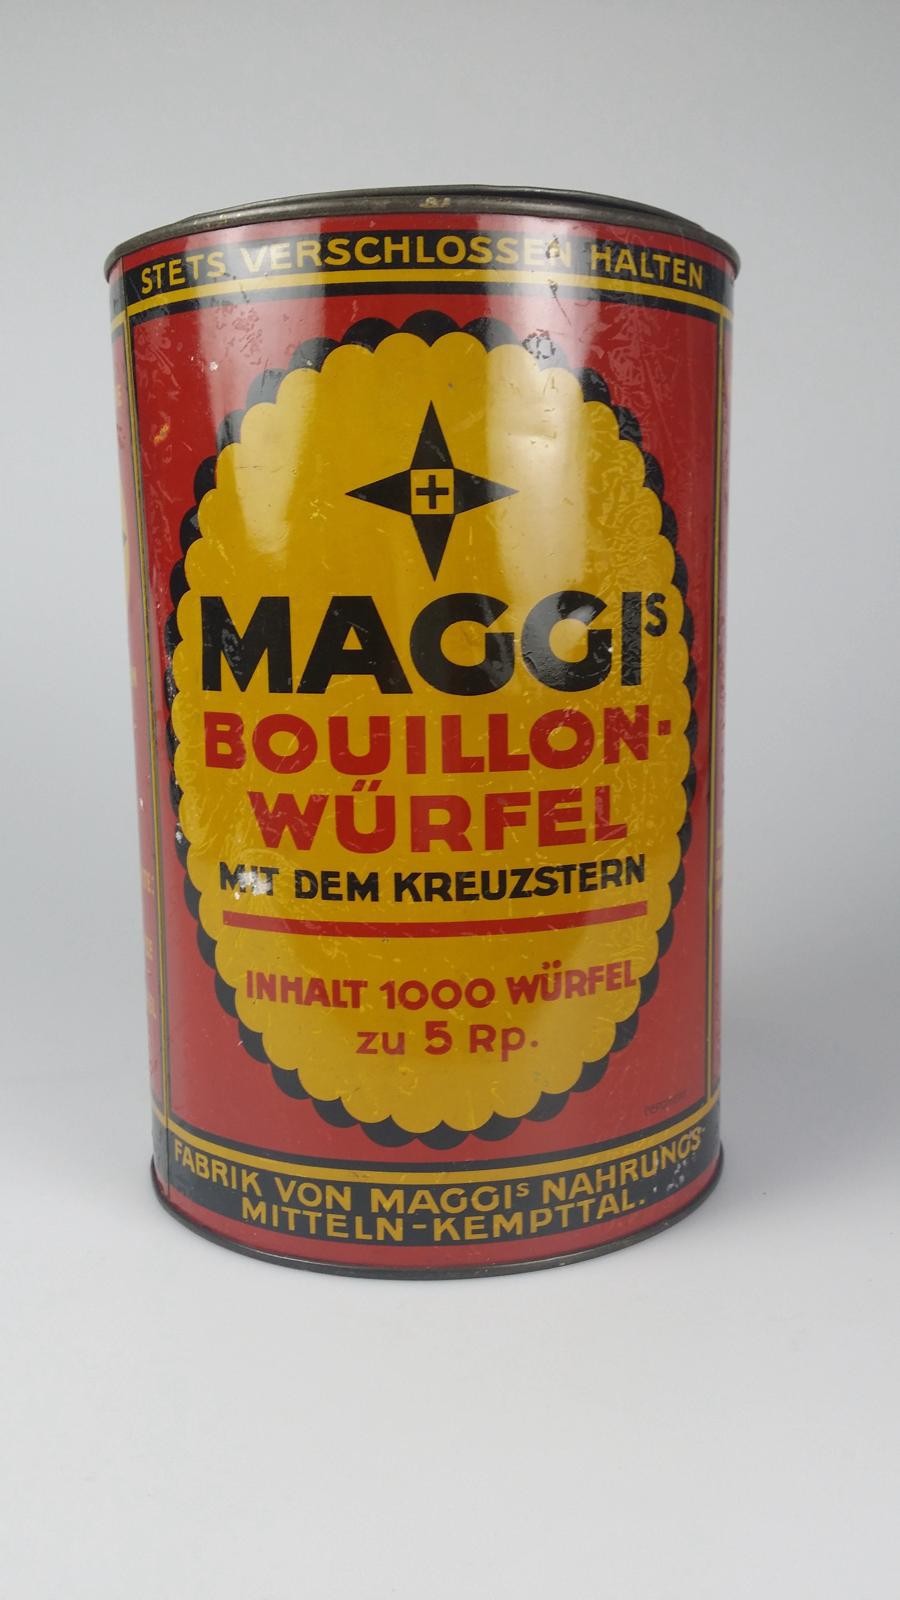 STETS VERSCHLOSSEN HALTEN
MAGGIS
BOUILLON-
WÜRFEL
MIT DEM KREUZSTERN
INHALT 1000 WÜRFEL
zu 5 Rp.
FABRIK VON MAGGIS NAHRUNGS-
MITTELN-KEMPTTAL.